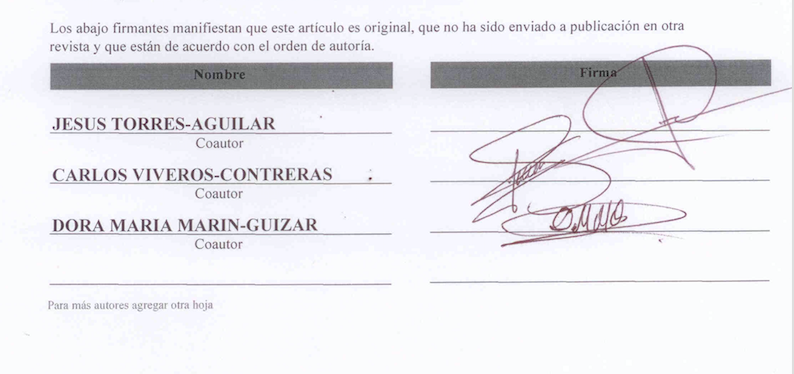 Los abajo firmantes manifiestan que este artículo es original, que no ha sido enviado a publicación en otra
revista y que están de acuerdo con el orden de autoría.
Nombre Firma
JESUS TORRES-AGUILAR
Coautor
CARLOS VIVEROS-CONTRERAS
Coautor
DORA MARIA MARIN-GUIZAR
Coautor
Para más autores agregar otra hoja